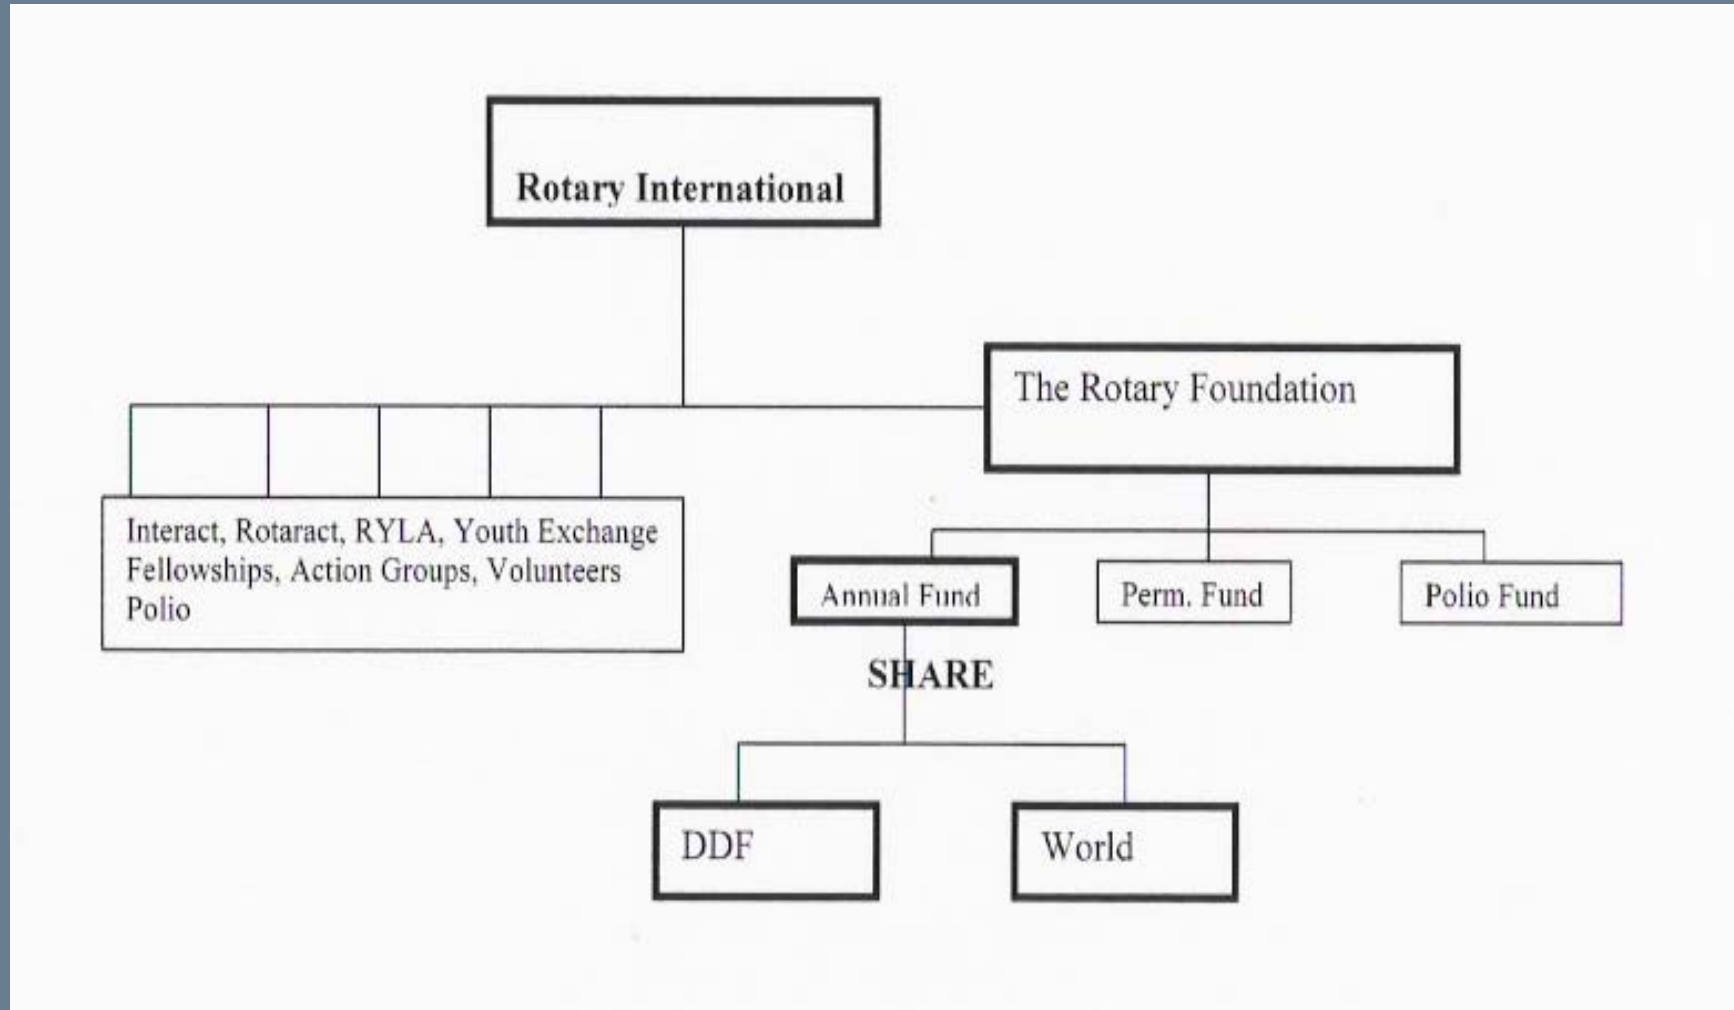 Rotary International
The Rotary Foundation
Interact, Rotaract, RYLA, Youth Exchange
Fellowships, Action Groups, Volunteers
Polio
Annual Fund
Perm. Fund
Polio Fund
SHARE
DDF
World